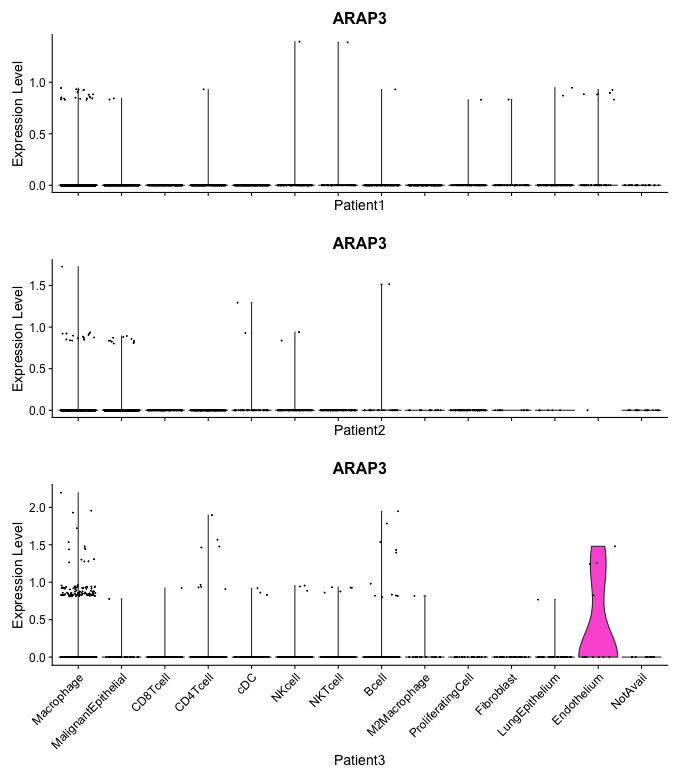 ARAP3
Expression Level
1.0
0.5
0.0
Patient1
ARAP3
Expression Level
1.5
1.0
0.5
0.0
Patient2
ARAP3
Expression Level
2.0
1.5
1.0
0.5
0.0
Macrophage
MalignantEpithelial
CD8Tcell
CD4Tcell
cDC
NKcell
NKTcell
Bcell
M2Macrophage
ProliferatingCell
Fibroblast
LungEpithelium
Endothelium
NotAvail
Patient3